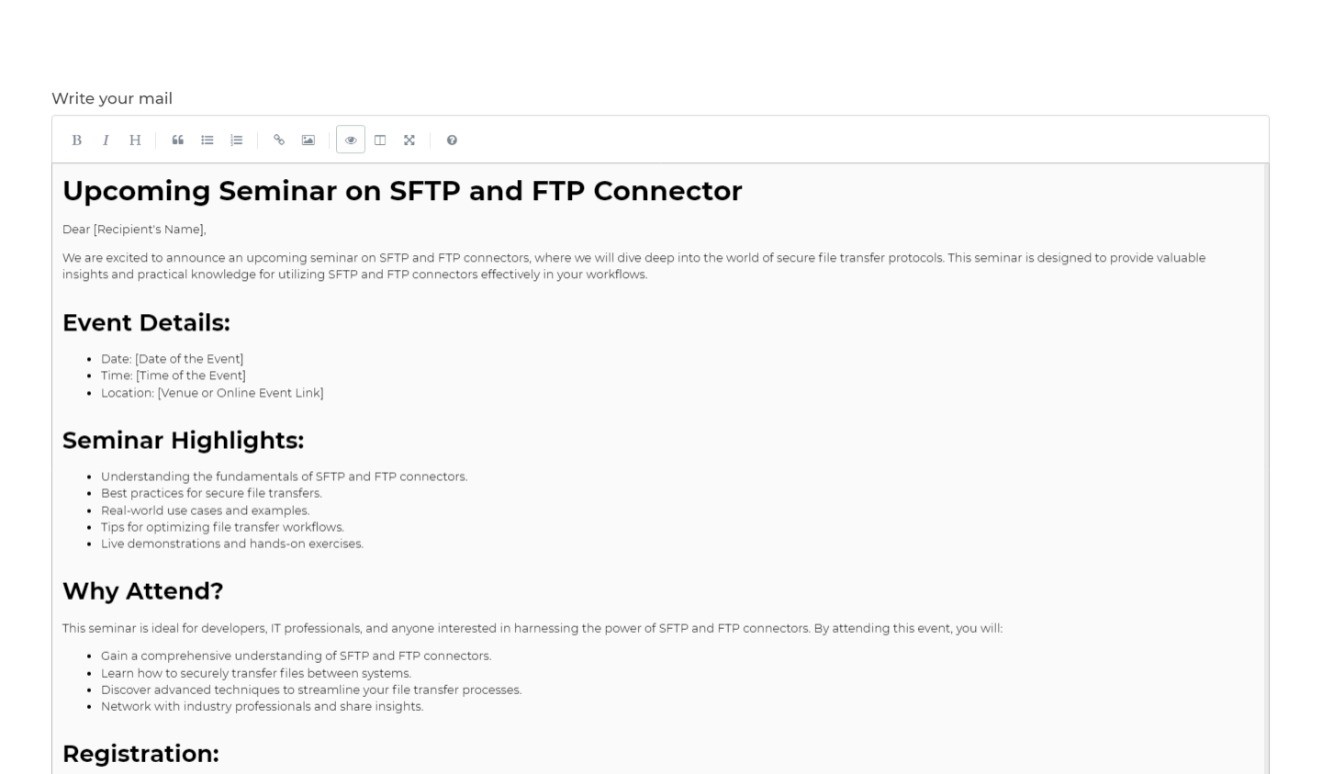 Write your mail
B I H
Upcoming Seminar on SFTP and FTP Connector
Dear [Recipient's Name],
We are excited to announce an upcoming seminar on SFTP and FTP connectors, where we will dive deep into the world of secure file transfer protocols. This seminar is designed to provide valuable
insights and practical knowledge for utilizing SFTP and FTP connectors effectively in your workflows.
Event Details:
• Date: [Date of the Event]
• Time: [Time of the Event]
• Location: [Venue or Online Event Link]
Seminar Highlights:
• Understanding the fundamentals of SFTP and FTP connectors.
• Best practices for secure file transfers.
• Real-world use cases and examples.
• Tips for optimizing file transfer workflows.
• Live demonstrations and hands-on exercises.
Why Attend?
This seminar is ideal for developers, IT professionals, and anyone interested in harnessing the power of SFTP and FTP connectors. By attending this event, you will:
• Gain a comprehensive understanding of SFTP and FTP connectors.
• Learn how to securely transfer files between systems.
• Discover advanced techniques to streamline your file transfer processes.
• Network with industry professionals and share insights.
Registration: